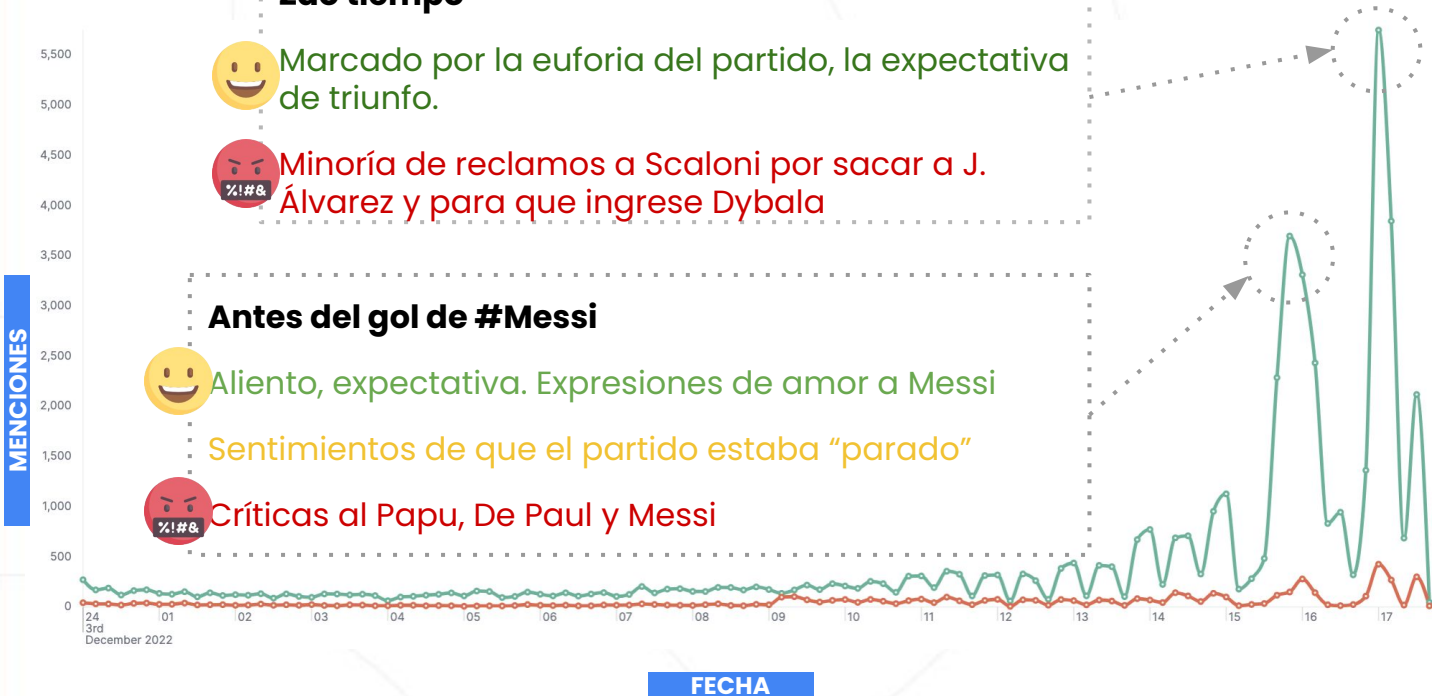 2do tiempo
Marcado por la euforia del partido, la expectativa
de triunfo.
%!#&
Minoría de reclamos a Scaloni por sacar a J.
Álvarez y para que ingrese Dybala
Antes del gol de #Messi
Aliento, expectativa. Expresiones de amor a Messi
Sentimientos de que el partido estaba “parado”
%!#&
Críticas al Papu, De Paul y Messi
MENCIONES
5,500
5,000
4,500
4,000
3,500
3,000
2,500
2,000
1,500
1,000
500
0
24 01 02 03 04 05 06 07 08 09 10 11 12 13 14 15 16 17
3rd
December 2022
FECHA